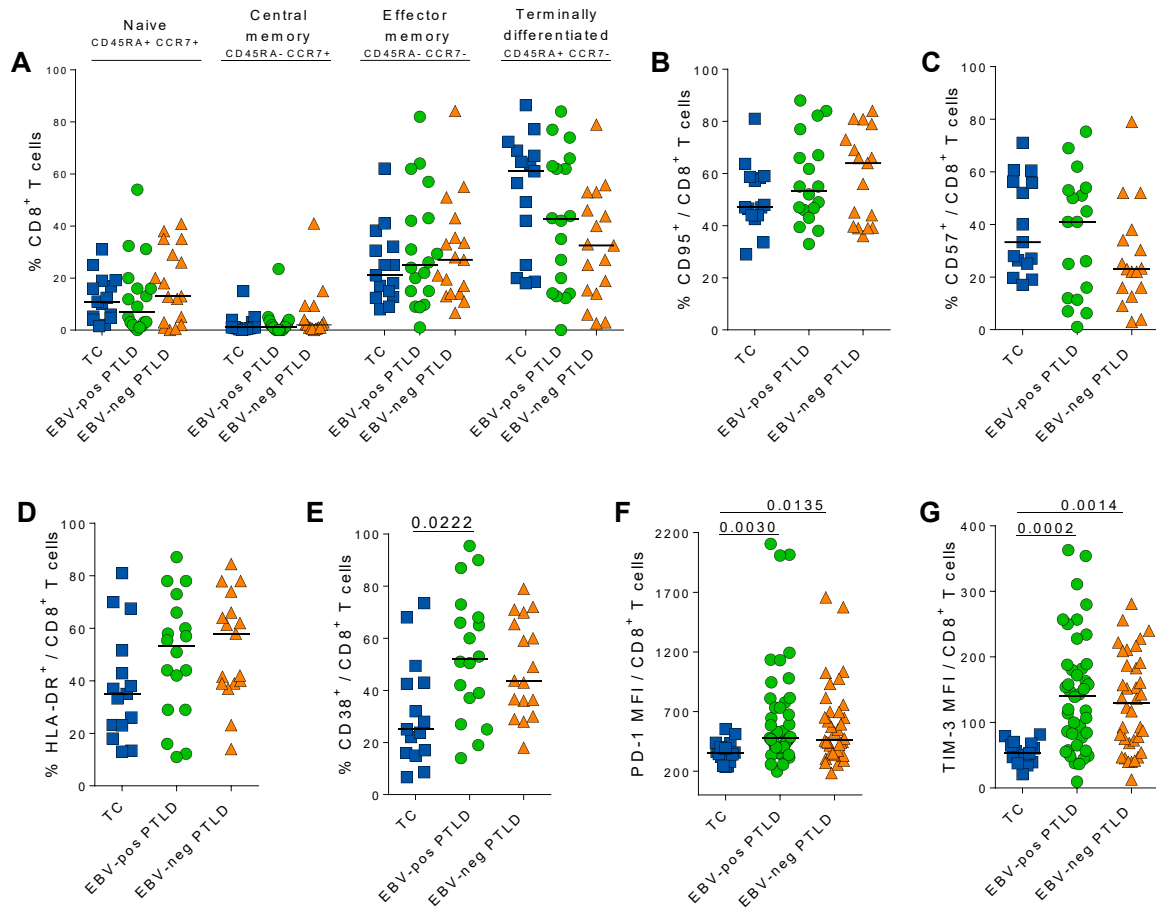 Naive
CD45RA+ CCR7+
Central
memory
CD45RA- CCR7+
Effector
memory
CD45RA- CCR7-
Terminally
differentiated
CD45RA+ CCR7-
A
% CD8+ T cells
100
80
60
40
20
0
TC
EBV-pos PTLD
EBV-neg PTLD
TC
EBV-pos PTLD
EBV-neg PTLD
TC
EBV-pos PTLD
EBV-neg PTLD
TC
EBV-pos PTLD
EBV-neg PTLD
B
% CD95+ / CD8+ T cells
100
80
60
40
20
0
TC
EBV-pos PTLD
EBV-neg PTLD
C
% CD57+ / CD8+ T cells
100
80
60
40
20
0
TC
EBV-pos PTLD
EBV-neg PTLD
D
% HLA-DR+ / CD8+ T cells
100
80
60
40
20
0
TC
EBV-pos PTLD
EBV-neg PTLD
E
0.0222
% CD38+ / CD8+ T cells
100
80
60
40
20
0
TC
EBV-pos PTLD
EBV-neg PTLD
F
0.0135
0.0030
PD-1 MFI / CD8+ T cells
2200
1700
1200
700
200
TC
EBV-pos PTLD
EBV-neg PTLD
G
0.0014
0.0002
TIM-3 MFI / CD8+ T cells
400
300
200
100
0
TC
EBV-pos PTLD
EBV-neg PTLD